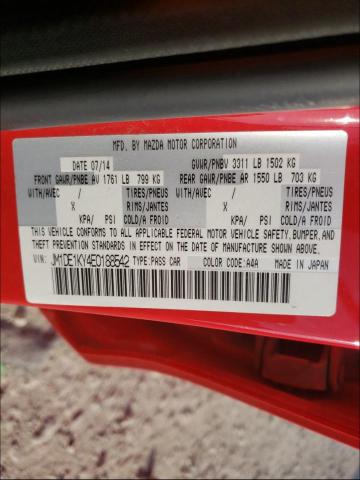 MFD. BY MAZDA MOTOR CORPORATION
DATE 07/14 GVWR/PNBV 3311 LB 1502 KG
FRONT GAWR/PNBE AV 1761 LB 799 KG REAR GAWR/PNBE AR 1550 LB 703 KG
WITH/AVEC TIRES/PNEUS WITH/AVEC TIRES/PNEUS
X RIMS/JANTES X RIMS/JANTES
KPA/ PSI COLD/A FROID KPA/ PSI COLD/A FROID
THIS VEHICLE CONFORMS TO ALL APPLICABLE FEDERAL MOTOR VEHICLE SAFETY, BUMPER, AND
THEFT PREVENTION STANDARDS IN EFFECT ON THE DATE OF MANUFACTURE SHOWN ABOVE.
VIN: JM1DE1KY4E0188542 TYPE: PASS CAR COLOR CODE: A4A MADE IN JAPAN